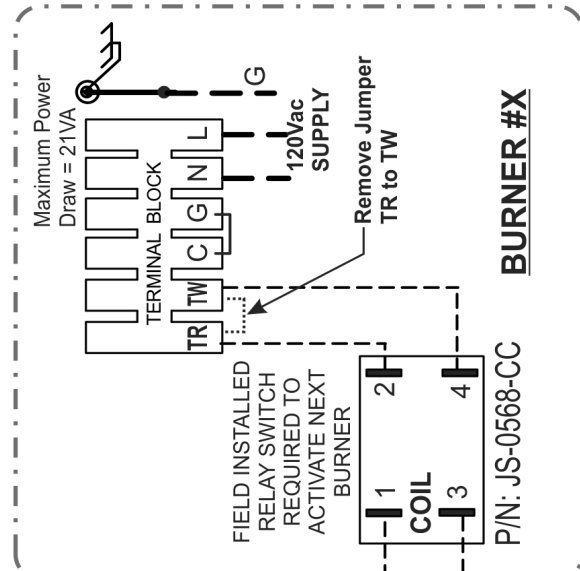 Maximum Power
Draw = 21VA
TERMINAL BLOCK
L
N
G
C
TW
TR
G
120Vac
SUPPLY
Remove Jumper
TR to TW
BURNER #X
FIELD INSTALLED
RELAY SWITCH
REQUIRED TO
ACTIVATE NEXT
BURNER
2
4
1
3
COIL
P/N: JS-0568-CC